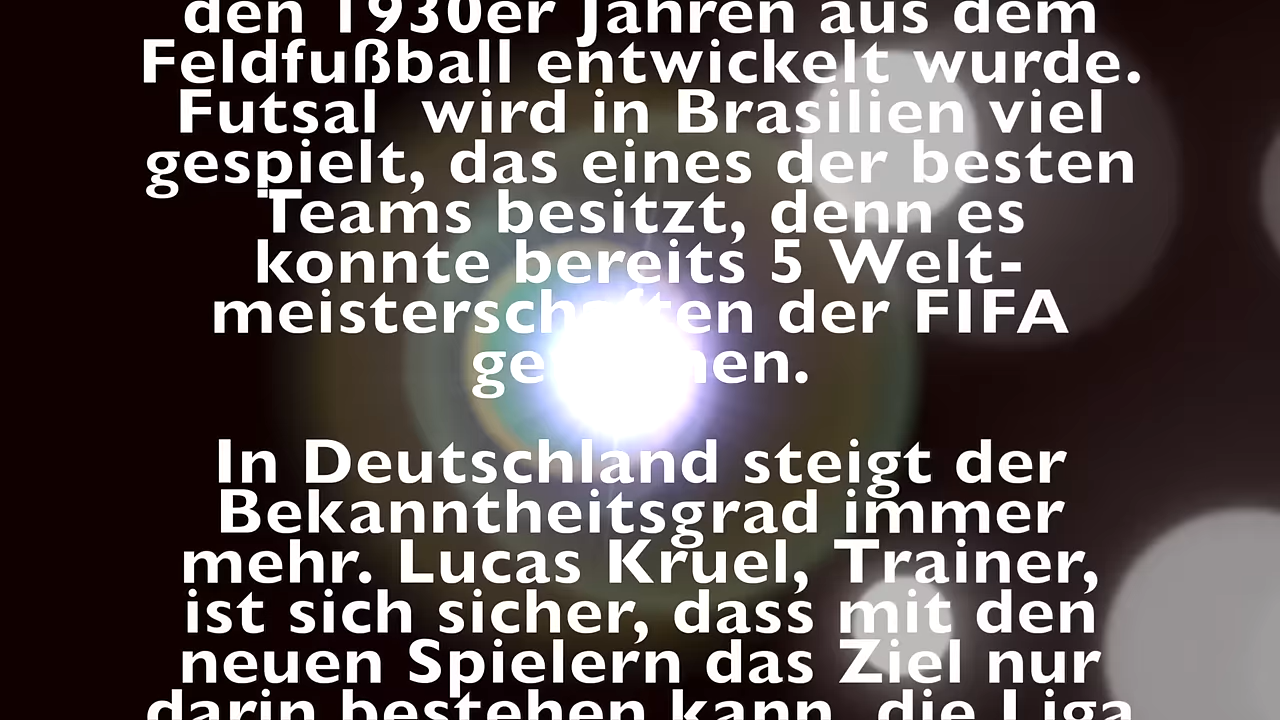 den 1930er Jahren aus dem
Feldfußball entwickelt wurde.
Futsal wird in Brasilien viel
gespielt, das eines der besten
Teams besitzt, denn es
konnte bereits 5 Welt-
meisterschaften der FIFA
In Deutschland steigt der
Bekanntheitsgrad immer
mehr. Lucas Kruel, Trainer,
ist sich sicher, dass mit den
neuen Spielern das Ziel nur
darin bestehen kann, die Liga